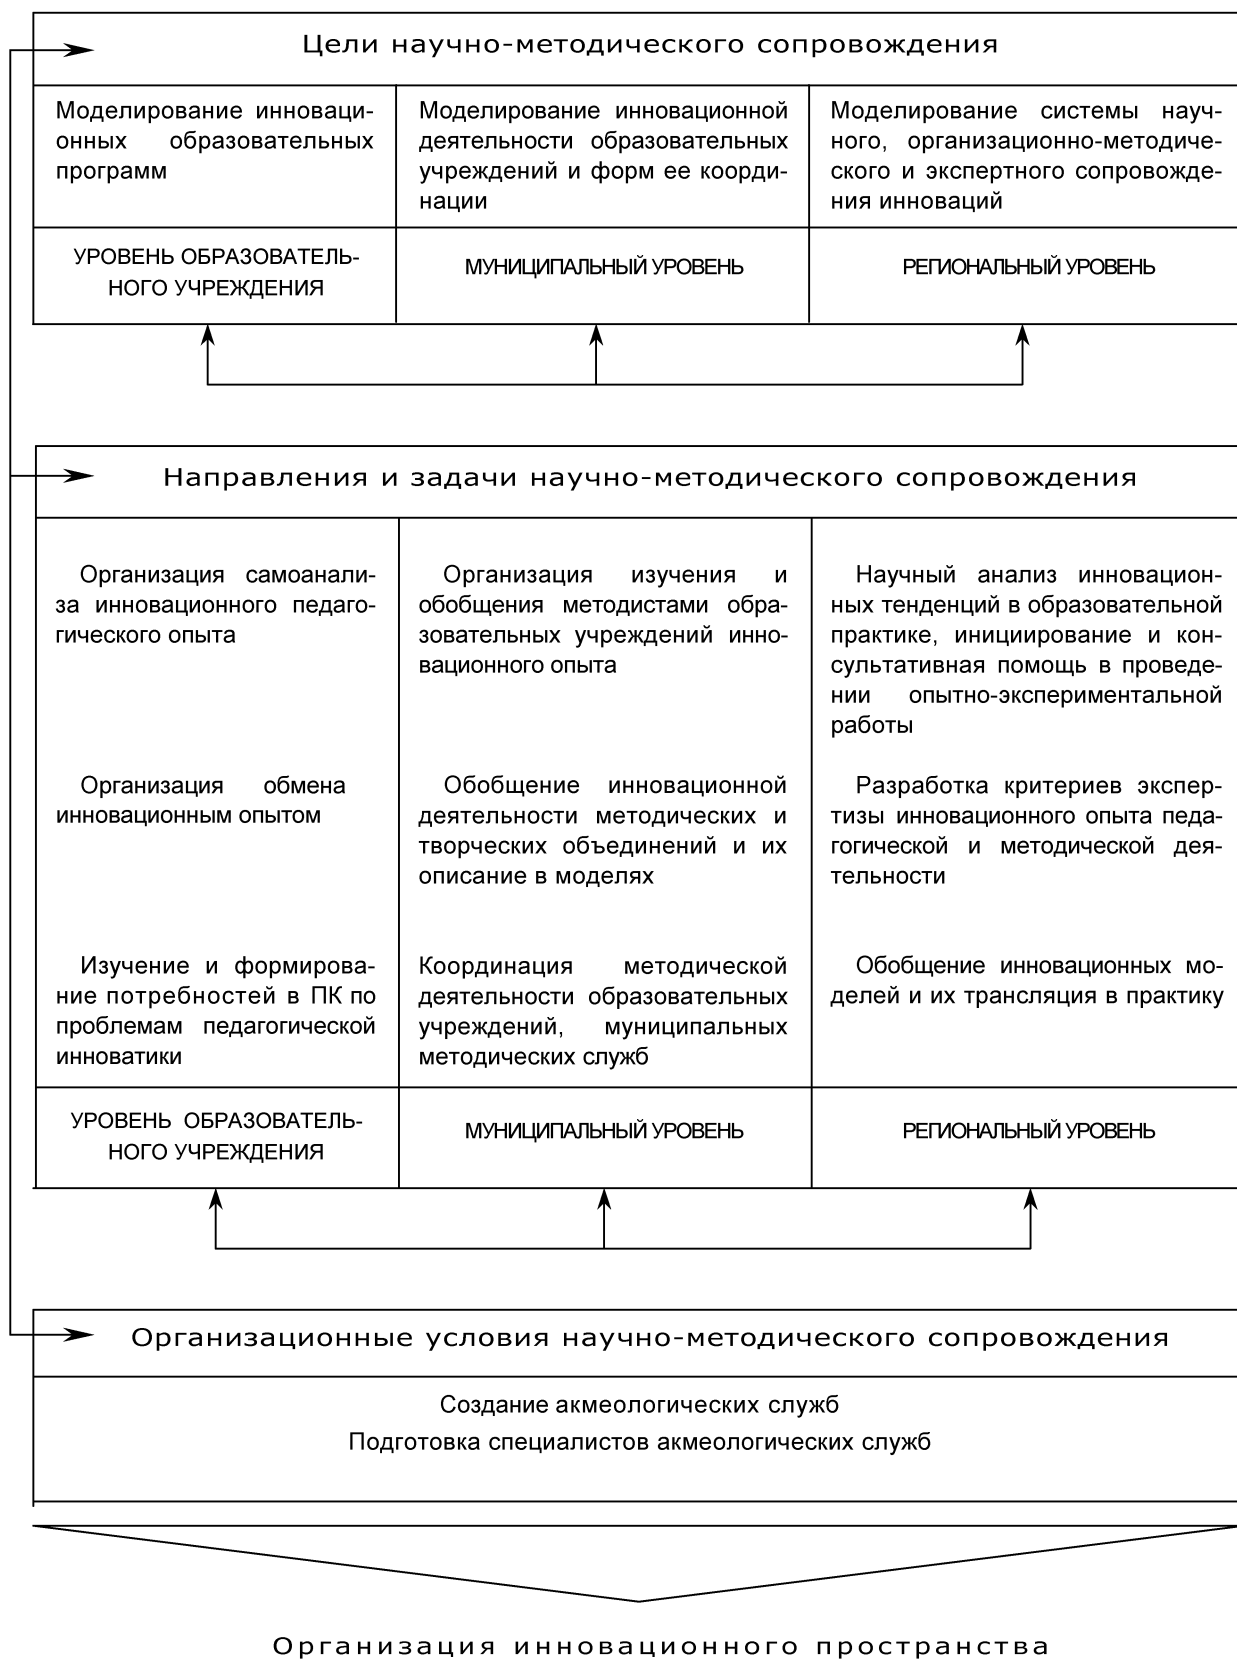 Цели научно-методического сопровождения
Моделирование инноваци-
онных образовательных
программ
Моделирование инновационной
деятельности образовательных
учреждений и форм ее коорди-
нации
Моделирование системы науч-
ного, организационно-методиче-
ского и экспертного сопровожде-
ния инноваций
УРОВЕНЬ ОБРАЗОВАТЕЛЬ-
НОГО УЧРЕЖДЕНИЯ
МУНИЦИПАЛЬНЫЙ УРОВЕНЬ
РЕГИОНАЛЬНЫЙ УРОВЕНЬ
Направления и задачи научно-методического сопровождения
Организация самоанали-
за инновационного педаго-
гического опыта
Организация изучения и
обобщения методистами обра-
зовательных учреждений инно-
вационного опыта
Научный анализ инновацион-
ных тенденций в образовательной
практике, инициирование и кон-
сультативная помощь в проведе-
нии опытно-экспериментальной
работы
Организация обмена
инновационным опытом
Обобщение инновационной
деятельности методических и
творческих объединений и их
описание в моделях
Разработка критериев экспер-
тизы инновационного опыта педа-
гогической и методической дея-
тельности
Изучение и формирова-
ние потребностей в ПК по
проблемам педагогической
инноватики
Координация методической
деятельности образовательных
учреждений, муниципальных
методических служб
Обобщение инновационных мо-
делей и их трансляция в практику
УРОВЕНЬ ОБРАЗОВАТЕЛЬ-
НОГО УЧРЕЖДЕНИЯ
МУНИЦИПАЛЬНЫЙ УРОВЕНЬ
РЕГИОНАЛЬНЫЙ УРОВЕНЬ
Организационные условия научно-методического сопровождения
Создание акмеологических служб
Подготовка специалистов акмеологических служб
Организация инновационного пространства